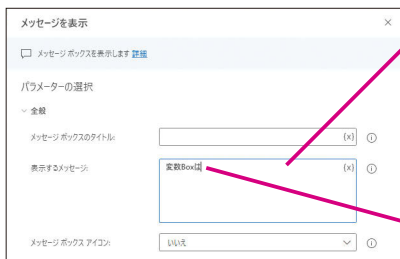 メッセージを表示
メッセージ ボックスを表示します 詳細
パラメーターの選択
全般
メッセージ ボックスのタイトル:
{x}
表示するメッセージ:
変数Boxは
{x}
メッセージ ボックス アイコン:
いいえ